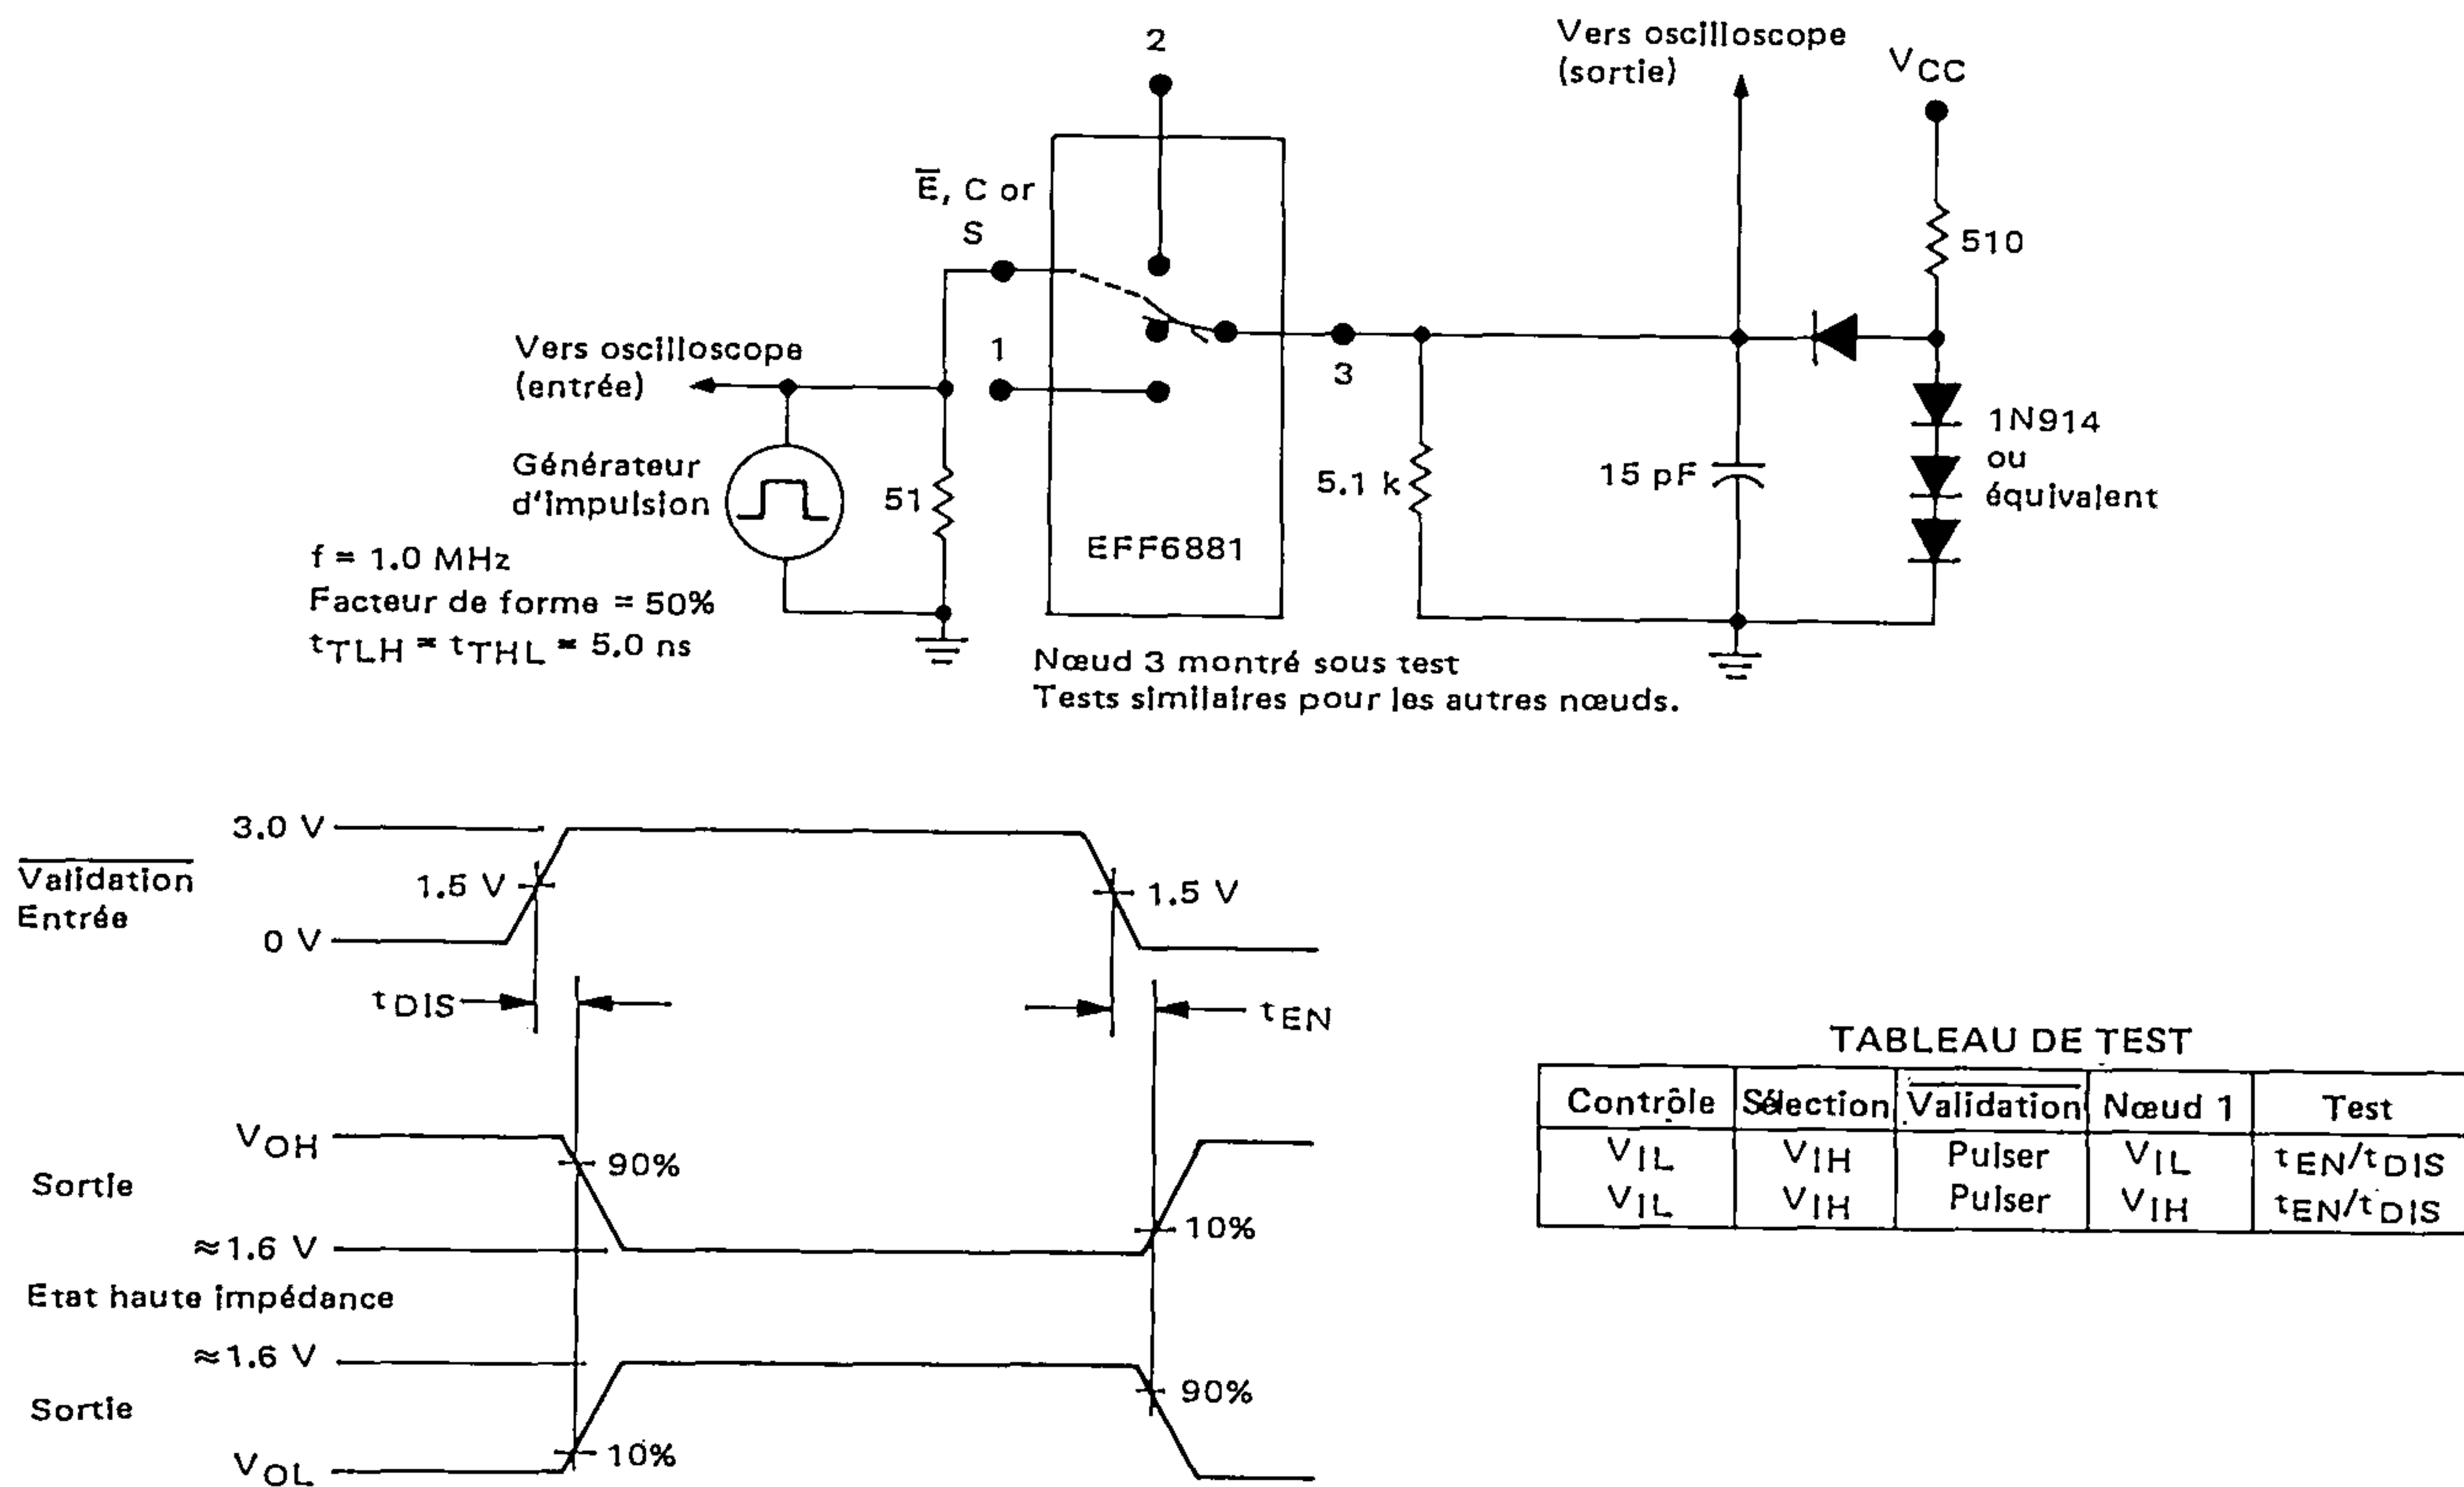 2
Vers oscilloscope
(sortie)
VCC
E̅, C or
S
510
Vers oscilloscope
(entrée)
1
3
1N914
ou
équivalent
Générateur
d'impulsion
51
5.1 k
15 pF
EFF6881
f = 1.0 MHz
Facteur de forme = 50%
tTLH = tTHL = 5.0 ns
Nœud 3 montré sous test
Tests similaires pour les autres nœuds.
3.0 V
Validation
Entrée
1.5 V
1.5 V
0 V
tDIS
tEN
VOH
90%
Sortie
10%
≈1.6 V
Etat haute impédance
≈1.6 V
90%
Sortie
10%
VOL
TABLEAU DE TEST
Contrôle Sélection Validation Nœud 1 Test
VIL VIH Pulser VIL tEN/tDIS
VIL VIH Pulser VIH tEN/tDIS